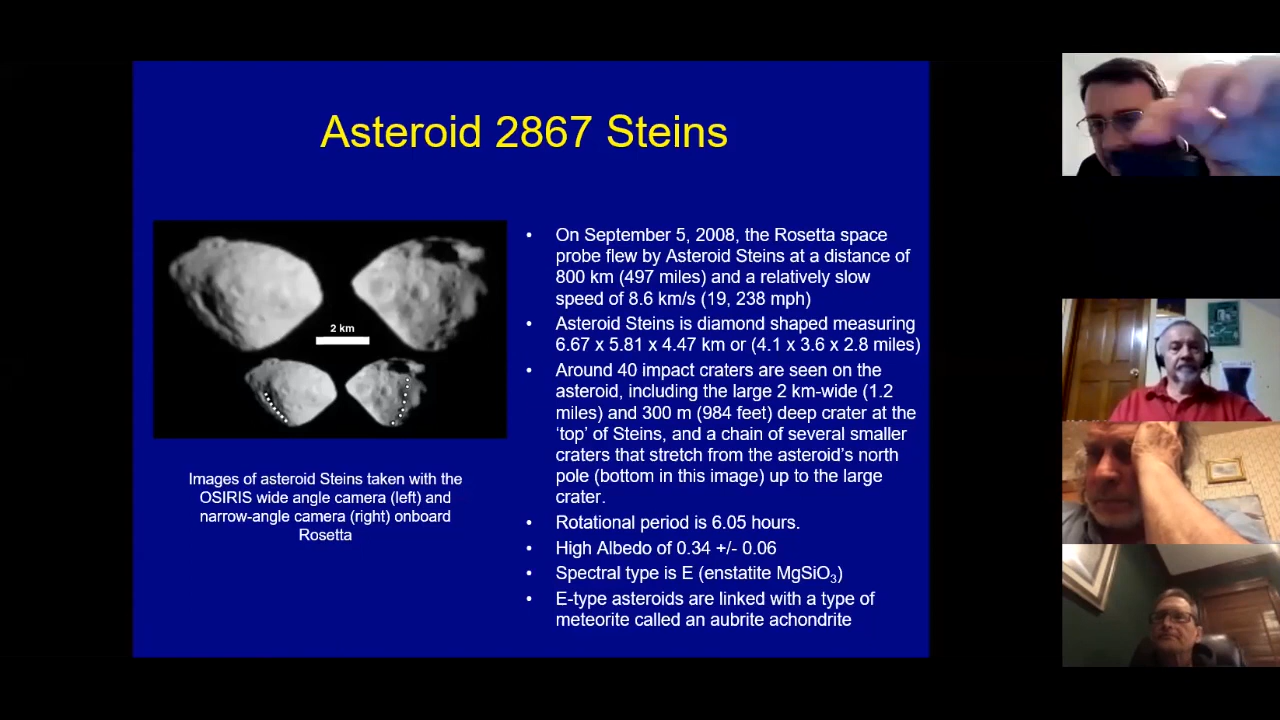 Asteroid 2867 Steins
2 km
Images of asteroid Steins taken with the
OSIRIS wide angle camera (left) and
narrow-angle camera (right) onboard
Rosetta
• On September 5, 2008, the Rosetta space
probe flew by Asteroid Steins at a distance of
800 km (497 miles) and a relatively slow
speed of 8.6 km/s (19, 238 mph)
• Asteroid Steins is diamond shaped measuring
6.67 x 5.81 x 4.47 km or (4.1 x 3.6 x 2.8 miles)
• Around 40 impact craters are seen on the
asteroid, including the large 2 km-wide (1.2
miles) and 300 m (984 feet) deep crater at the
‘top’ of Steins, and a chain of several smaller
craters that stretch from the asteroid’s north
pole (bottom in this image) up to the large
crater.
• Rotational period is 6.05 hours.
• High Albedo of 0.34 +/- 0.06
• Spectral type is E (enstatite MgSiO₃)
• E-type asteroids are linked with a type of
meteorite called an aubrite achondrite